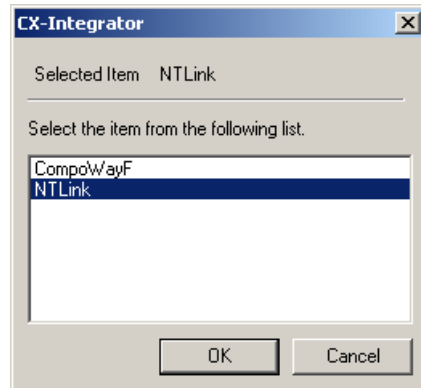 CX-Integrator
Selected Item NTLink
Select the item from the following list.
CompoWayF
NTLink
OK Cancel